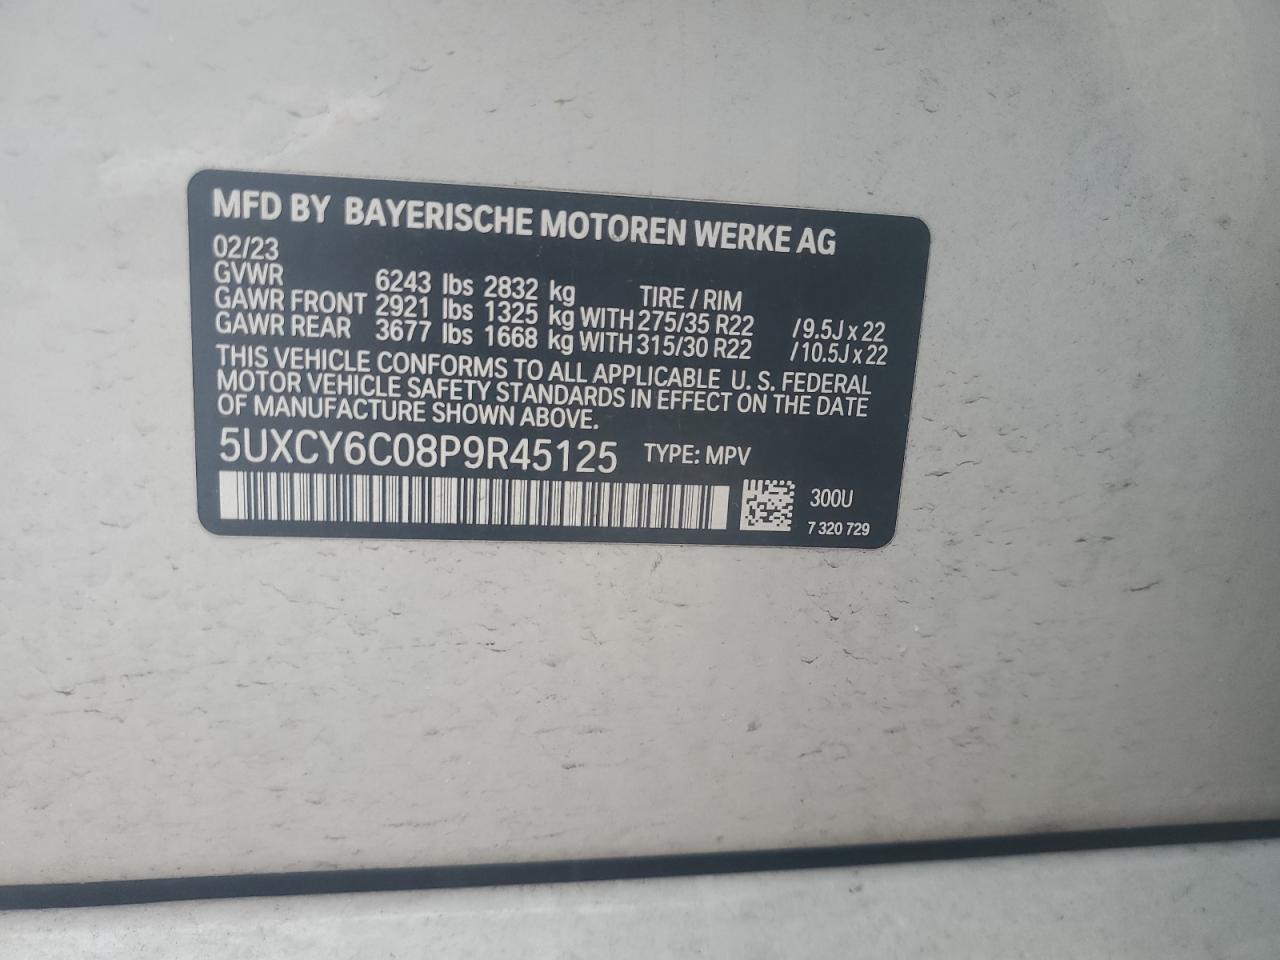 MFD BY BAYERISCHE MOTOREN WERKE AG
02/23
GVWR 6243 lbs 2832 kg TIRE / RIM
GAWR FRONT 2921 lbs 1325 kg WITH 275/35 R22 /9.5J x 22
GAWR REAR 3677 lbs 1668 kg WITH 315/30 R22 /10.5J x 22
THIS VEHICLE CONFORMS TO ALL APPLICABLE U. S. FEDERAL
MOTOR VEHICLE SAFETY STANDARDS IN EFFECT ON THE DATE
OF MANUFACTURE SHOWN ABOVE.
5UXCY6C08P9R45125 TYPE: MPV
300U
7 320 729